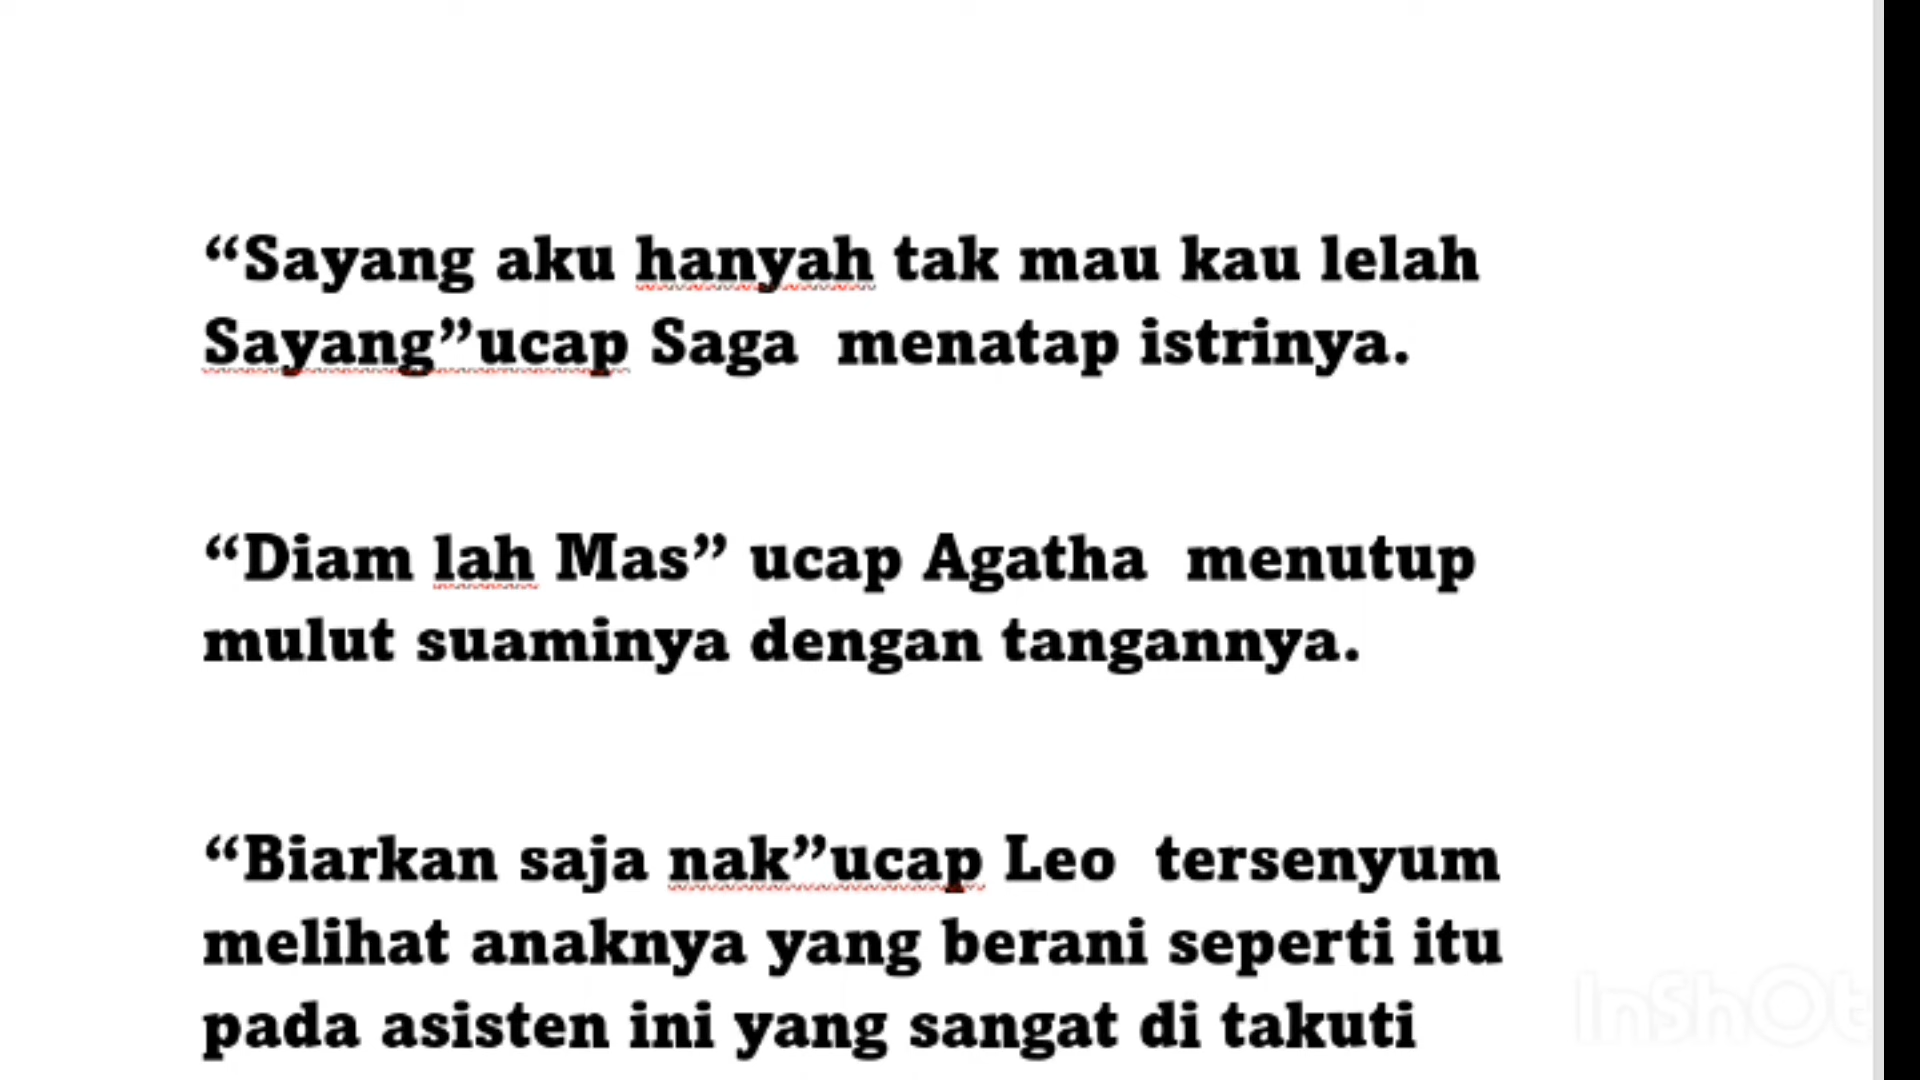 “Sayang aku hanyah tak mau kau lelah
Sayang”ucap Saga  menatap istrinya.
“Diam lah Mas” ucap Agatha  menutup
mulut suaminya dengan tangannya.
“Biarkan saja nak”ucap Leo  tersenyum
melihat anaknya yang berani seperti itu
pada asisten ini yang sangat di takuti
InShOt